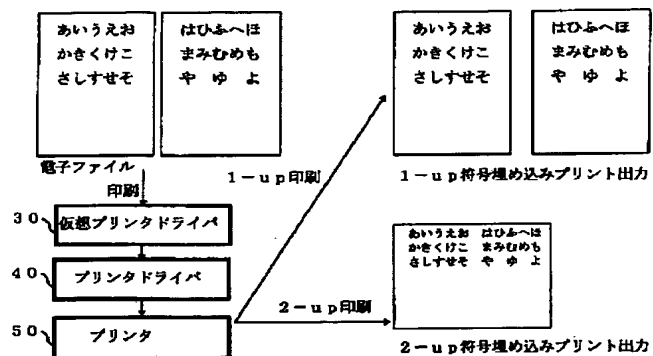 あいうえお
かきくけこ
さしすせそ
はひふへほ
まみむめも
や ゆ よ
電子ファイル
印刷
30
仮想プリンタドライバ
40
プリンタドライバ
50
プリンタ
1-up印刷
2-up印刷
あいうえお
かきくけこ
さしすせそ
はひふへほ
まみむめも
や ゆ よ
1-up符号埋め込みプリント出力
あいうえお はひふへほ
かきくけこ まみむめも
さしすせそ や ゆ よ
2-up符号埋め込みプリント出力